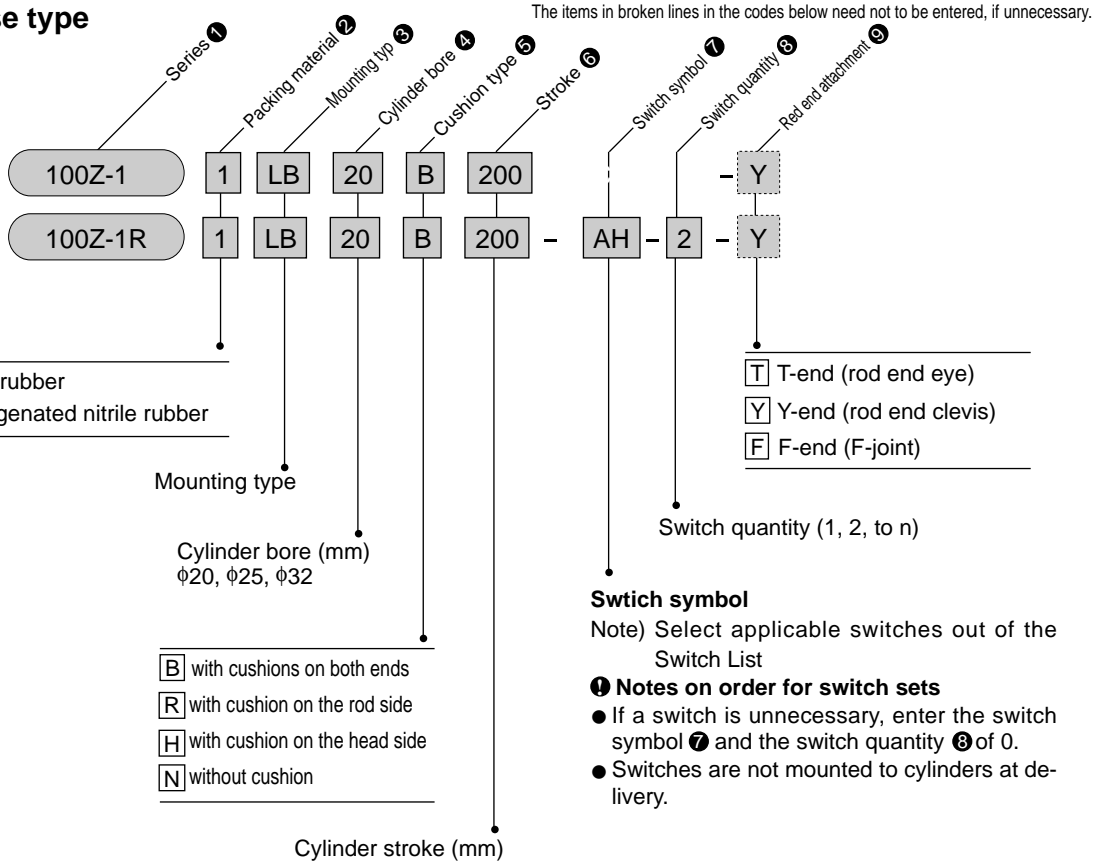 se type
The items in broken lines in the codes below need not to be entered, if unnecessary.
Series ❶
Packing material ❷
Mounting typ ❸
Cylinder bore ❹
Cushion type ❺
Stroke ❻
Switch symbol ❼
Switch quantity ❽
Red end attachment ❾
100Z-1 1 LB 20 B 200 – Y
100Z-1R 1 LB 20 B 200 – AH – 2 – Y
rubber
genated nitrile rubber
T T-end (rod end eye)
Y Y-end (rod end clevis)
F F-end (F-joint)
Mounting type
Switch quantity (1, 2, to n)
Cylinder bore (mm)
ϕ20, ϕ25, ϕ32
Swtich symbol
Note) Select applicable switches out of the
Switch List
! Notes on order for switch sets
● If a switch is unnecessary, enter the switch
symbol ❼ and the switch quantity ❽ of 0.
● Switches are not mounted to cylinders at de-
livery.
B with cushions on both ends
R with cushion on the rod side
H with cushion on the head side
N without cushion
Cylinder stroke (mm)